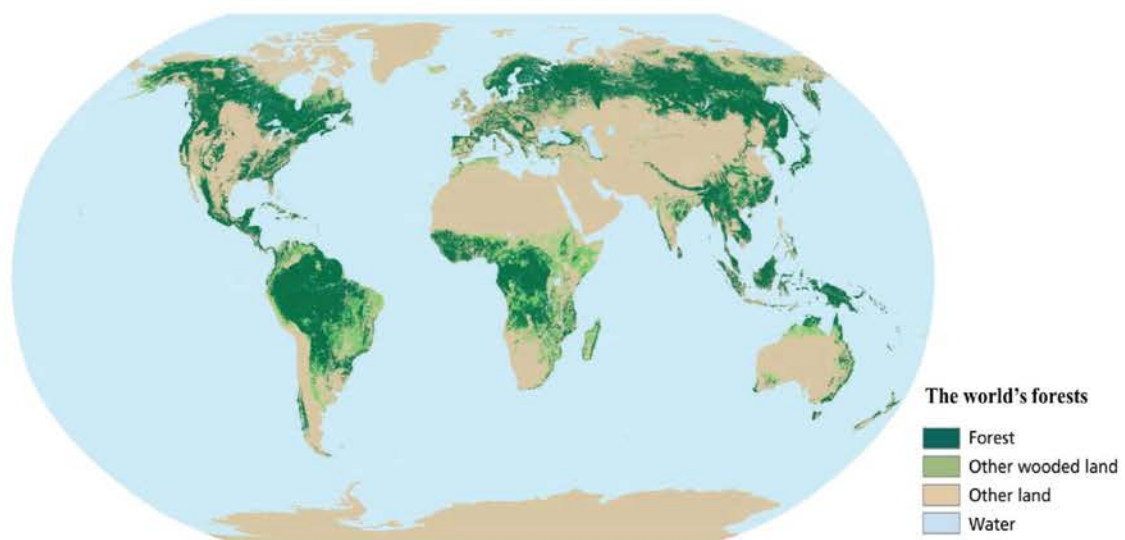 The world's forests
Forest
Other wooded land
Other land
Water